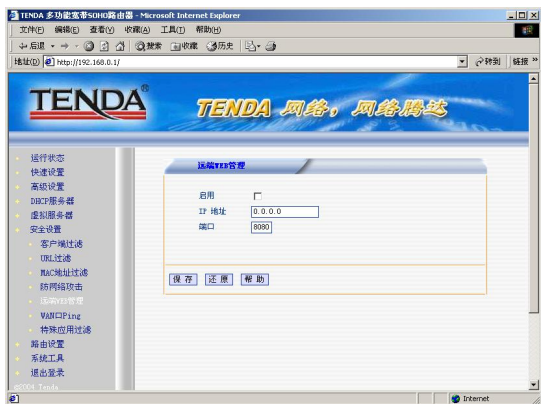 TENDA 多功能宽带SOHO路由器 - Microsoft Internet Explorer
文件(F) 编辑(E) 查看(V) 收藏(A) 工具(T) 帮助(H)
后退 搜索 收藏 历史
地址(D) http://192.168.0.1/ 转到 链接 »
TENDA®
TENDA 网络，网络腾达
运行状态
快速设置
高级设置
DHCP服务器
虚拟服务器
安全设置
客户端过滤
URL过滤
MAC地址过滤
防网络攻击
远端WEB管理
WAN口Ping
特殊应用过滤
路由设置
系统工具
退出登录
©2004 Tenda
远端WEB管理
启用
IP 地址 0.0.0.0
端口 8080
保 存 还 原 帮 助
Internet